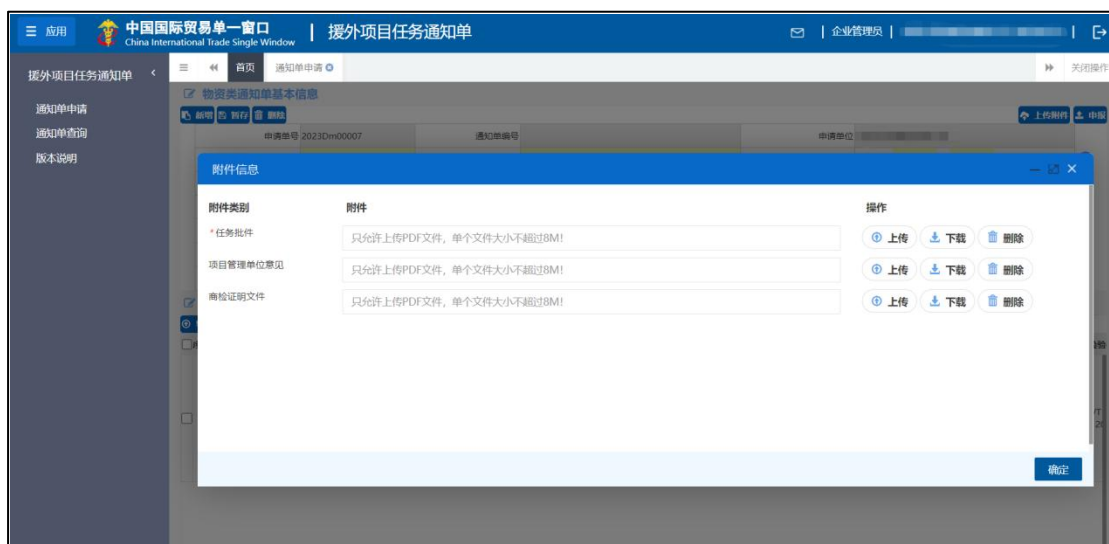 应用
中国国际贸易单一窗口
China International Trade Single Window
援外项目任务通知单
企业管理员
援外项目任务通知单
首页
通知单申请
关闭操作
通知单申请
通知单查询
版本说明
物资类通知单基本信息
新增 暂存 删除
上传附件 申报
申请单号 2023Dm00007 通知单编号 申请单位
附件信息
附件类别 附件 操作
*任务批件 只允许上传PDF文件，单个文件大小不超过8M! 上传 下载 删除
项目管理单位意见 只允许上传PDF文件，单个文件大小不超过8M! 上传 下载 删除
商检证明文件 只允许上传PDF文件，单个文件大小不超过8M! 上传 下载 删除
确定